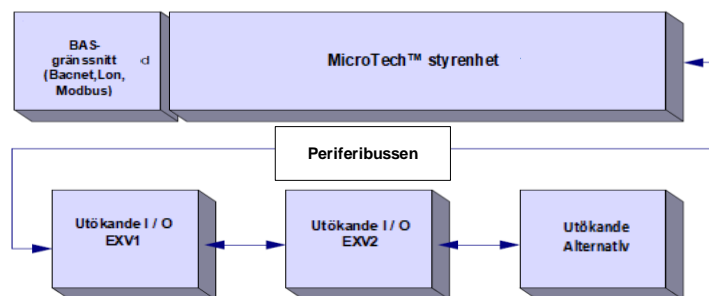 BAS-
gränssnitt
(Bacnet,Lon,
Modbus)
MicroTech™ styrenhet
Periferibussen
Utökande I / O
EXV1
Utökande I / O
EXV2
Utökande
Alternativ